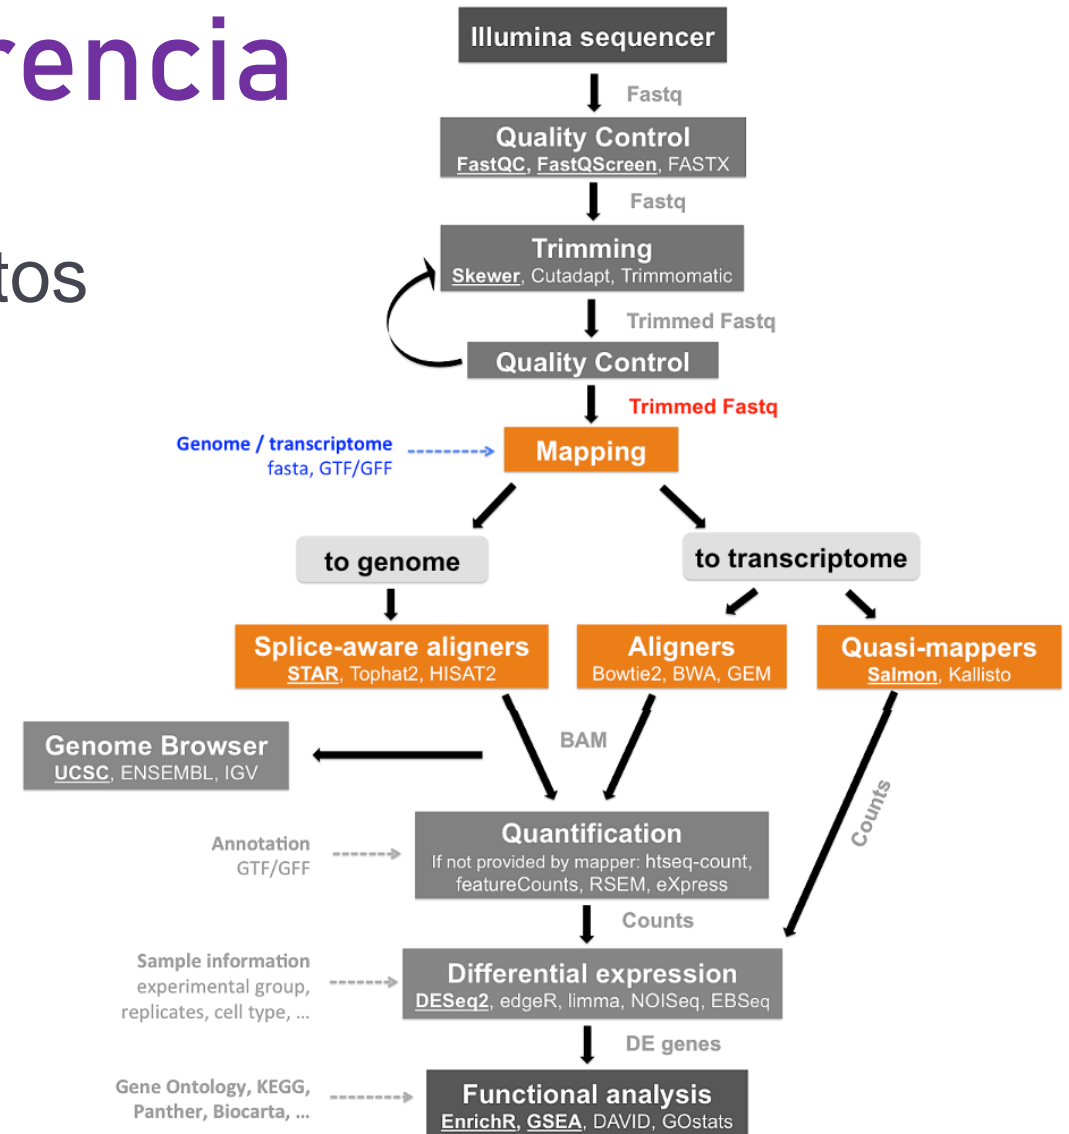 rencia
tos
Illumina sequencer
Fastq
Quality Control
FastQC, FastQScreen, FASTX
Fastq
Trimming
Skewer, Cutadapt, Trimmomatic
Trimmed Fastq
Quality Control
Trimmed Fastq
Genome / transcriptome
fasta, GTF/GFF
Mapping
to genome
to transcriptome
Splice-aware aligners
STAR, Tophat2, HISAT2
Aligners
Bowtie2, BWA, GEM
Quasi-mappers
Salmon, Kallisto
BAM
Genome Browser
UCSC, ENSEMBL, IGV
Counts
Annotation
GTF/GFF
Quantification
If not provided by mapper: htseq-count,
featureCounts, RSEM, eXpress
Counts
Sample information
experimental group,
replicates, cell type, ...
Differential expression
DESeq2, edgeR, limma, NOISeq, EBSeq
DE genes
Gene Ontology, KEGG,
Panther, Biocarta, ...
Functional analysis
EnrichR, GSEA, DAVID, GOstats